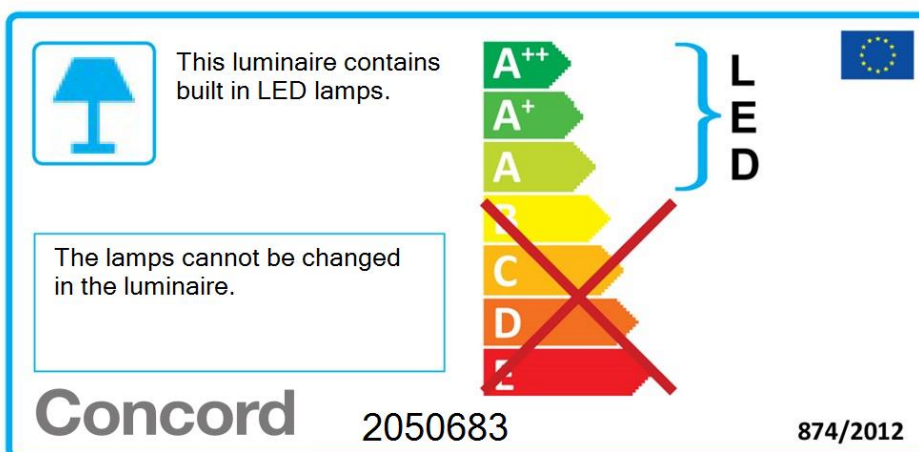 This luminaire contains
built in LED lamps.
A++
A+
A
B
C
D
E
L
E
D
The lamps cannot be changed
in the luminaire.
Concord
2050683
874/2012